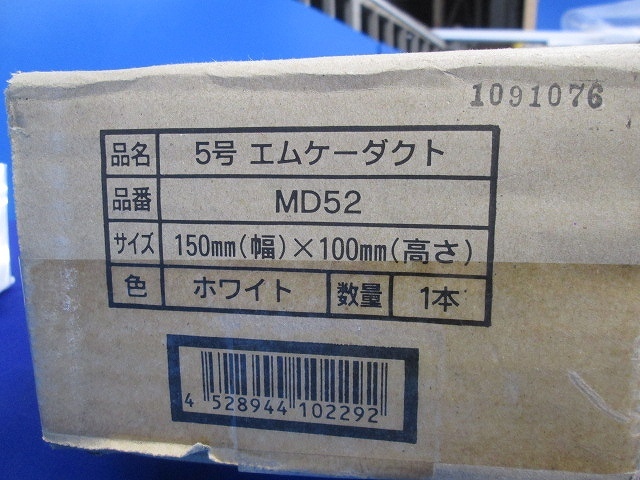 1091076
品名 5号 エムケーダクト
品番 MD52
サイズ 150mm(幅)×100mm(高さ)
色 ホワイト 数量 1本
4 528944 102292